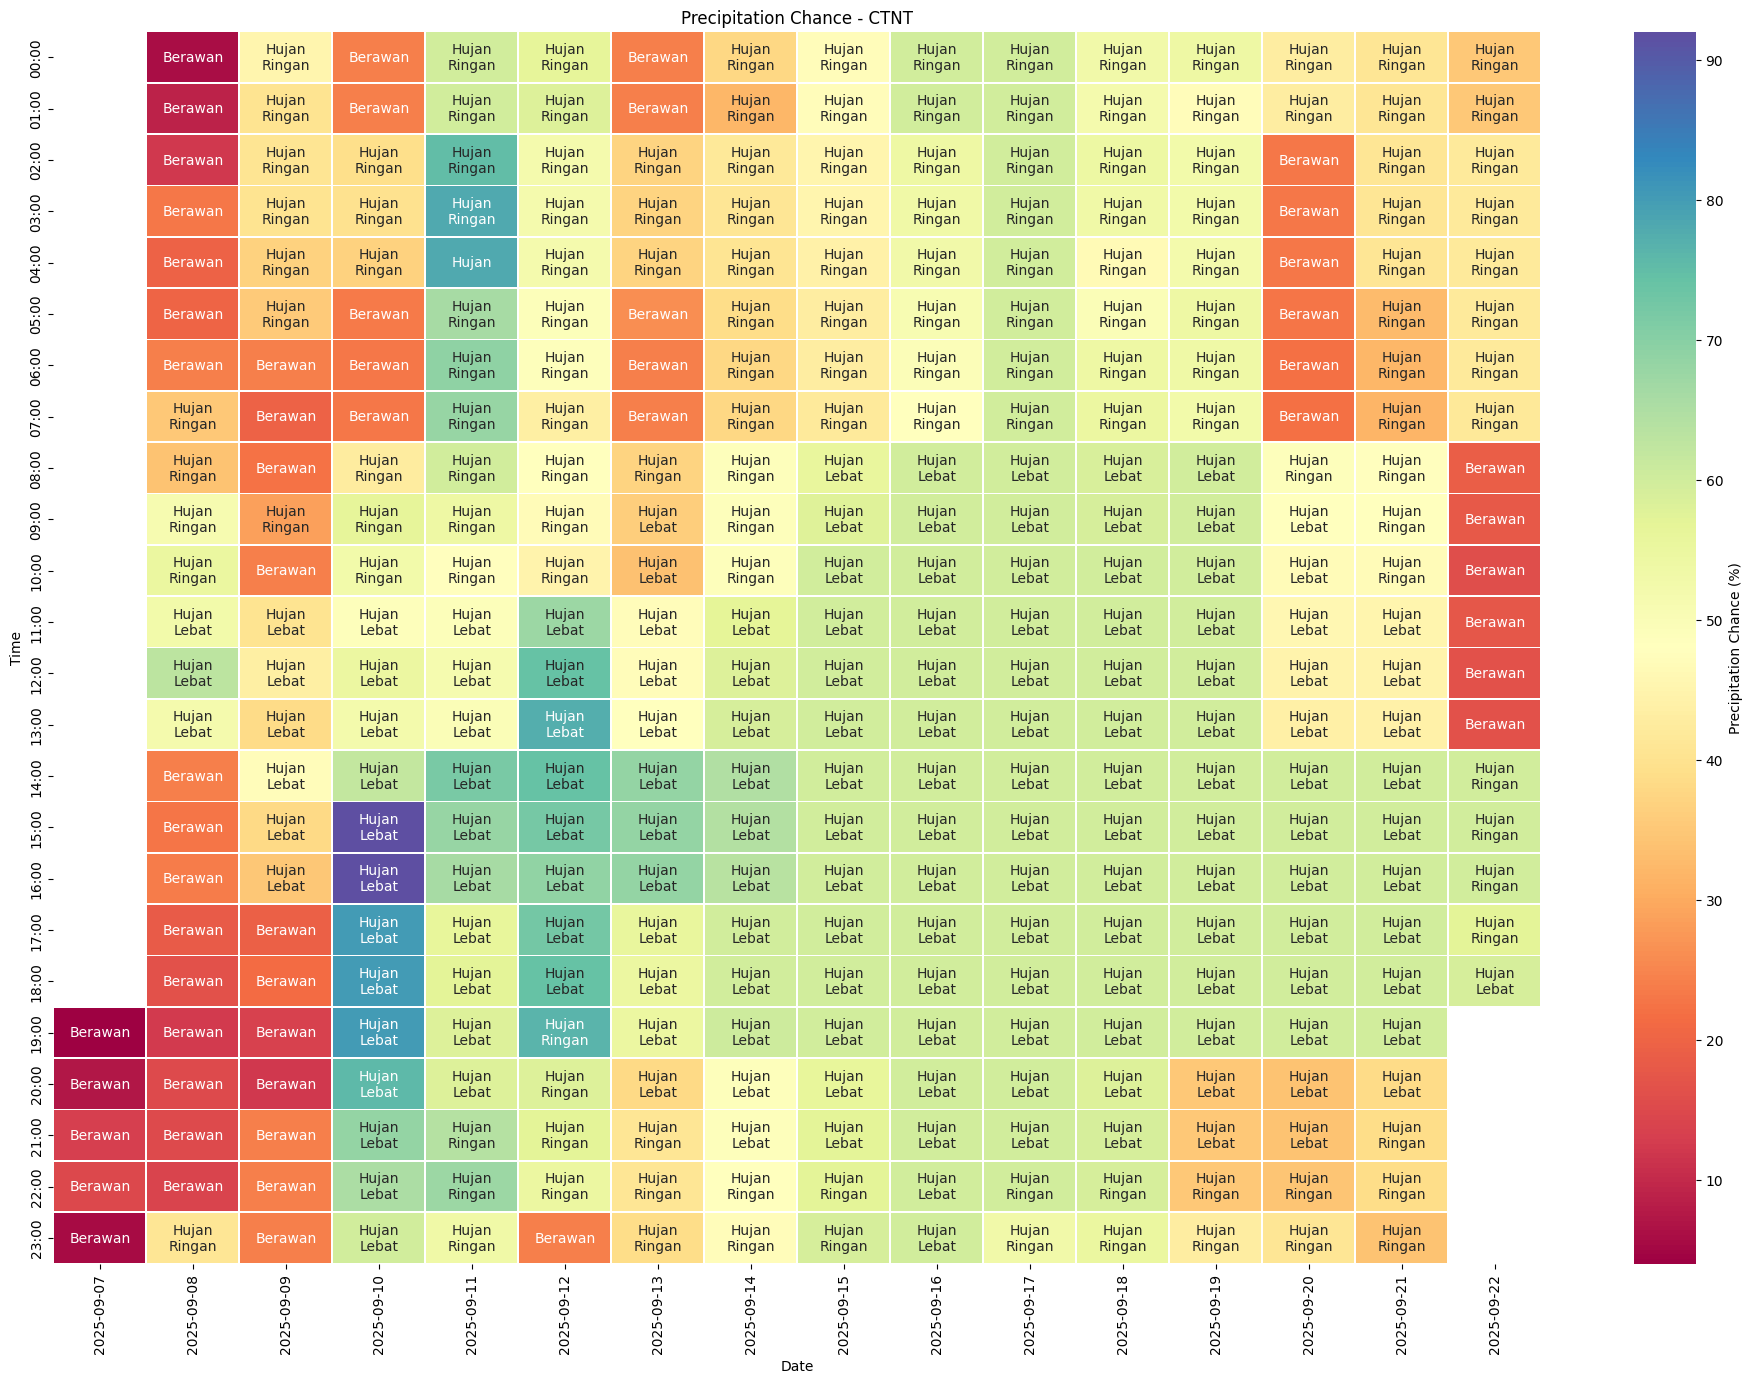 Precipitation Chance - CTNT
00:00 Berawan Hujan Ringan Berawan Hujan Ringan Hujan Ringan Berawan Hujan Ringan Hujan Ringan Hujan Ringan Hujan Ringan Hujan Ringan Hujan Ringan Hujan Ringan Hujan Ringan Hujan Ringan
01:00 Berawan Hujan Ringan Berawan Hujan Ringan Hujan Ringan Berawan Hujan Ringan Hujan Ringan Hujan Ringan Hujan Ringan Hujan Ringan Hujan Ringan Hujan Ringan Hujan Ringan Hujan Ringan
02:00 Berawan Hujan Ringan Hujan Ringan Hujan Ringan Hujan Ringan Hujan Ringan Hujan Ringan Hujan Ringan Hujan Ringan Hujan Ringan Hujan Ringan Hujan Ringan Berawan Hujan Ringan Hujan Ringan
03:00 Berawan Hujan Ringan Hujan Ringan Hujan Ringan Hujan Ringan Hujan Ringan Hujan Ringan Hujan Ringan Hujan Ringan Hujan Ringan Hujan Ringan Hujan Ringan Berawan Hujan Ringan Hujan Ringan
04:00 Berawan Hujan Ringan Hujan Ringan Hujan Hujan Ringan Hujan Ringan Hujan Ringan Hujan Ringan Hujan Ringan Hujan Ringan Hujan Ringan Hujan Ringan Berawan Hujan Ringan Hujan Ringan
05:00 Berawan Hujan Ringan Berawan Hujan Ringan Hujan Ringan Berawan Hujan Ringan Hujan Ringan Hujan Ringan Hujan Ringan Hujan Ringan Hujan Ringan Berawan Hujan Ringan Hujan Ringan
06:00 Berawan Berawan Berawan Hujan Ringan Hujan Ringan Berawan Hujan Ringan Hujan Ringan Hujan Ringan Hujan Ringan Hujan Ringan Hujan Ringan Berawan Hujan Ringan Hujan Ringan
07:00 Hujan Ringan Berawan Berawan Hujan Ringan Hujan Ringan Berawan Hujan Ringan Hujan Ringan Hujan Ringan Hujan Ringan Hujan Ringan Hujan Ringan Berawan Hujan Ringan Hujan Ringan
08:00 Hujan Ringan Berawan Hujan Ringan Hujan Ringan Hujan Ringan Hujan Ringan Hujan Ringan Hujan Lebat Hujan Lebat Hujan Lebat Hujan Lebat Hujan Lebat Hujan Ringan Hujan Ringan Berawan
09:00 Hujan Ringan Hujan Ringan Hujan Ringan Hujan Ringan Hujan Ringan Hujan Lebat Hujan Ringan Hujan Lebat Hujan Lebat Hujan Lebat Hujan Lebat Hujan Lebat Hujan Lebat Hujan Ringan Berawan
10:00 Hujan Ringan Berawan Hujan Ringan Hujan Ringan Hujan Ringan Hujan Lebat Hujan Ringan Hujan Lebat Hujan Lebat Hujan Lebat Hujan Lebat Hujan Lebat Hujan Lebat Hujan Ringan Berawan
11:00 Hujan Lebat Hujan Lebat Hujan Lebat Hujan Lebat Hujan Lebat Hujan Lebat Hujan Lebat Hujan Lebat Hujan Lebat Hujan Lebat Hujan Lebat Hujan Lebat Hujan Lebat Hujan Lebat Berawan
12:00 Hujan Lebat Hujan Lebat Hujan Lebat Hujan Lebat Hujan Lebat Hujan Lebat Hujan Lebat Hujan Lebat Hujan Lebat Hujan Lebat Hujan Lebat Hujan Lebat Hujan Lebat Hujan Lebat Berawan
13:00 Hujan Lebat Hujan Lebat Hujan Lebat Hujan Lebat Hujan Lebat Hujan Lebat Hujan Lebat Hujan Lebat Hujan Lebat Hujan Lebat Hujan Lebat Hujan Lebat Hujan Lebat Hujan Lebat Berawan
14:00 Berawan Hujan Lebat Hujan Lebat Hujan Lebat Hujan Lebat Hujan Lebat Hujan Lebat Hujan Lebat Hujan Lebat Hujan Lebat Hujan Lebat Hujan Lebat Hujan Lebat Hujan Lebat Hujan Ringan
15:00 Berawan Hujan Lebat Hujan Lebat Hujan Lebat Hujan Lebat Hujan Lebat Hujan Lebat Hujan Lebat Hujan Lebat Hujan Lebat Hujan Lebat Hujan Lebat Hujan Lebat Hujan Lebat Hujan Ringan
16:00 Berawan Hujan Lebat Hujan Lebat Hujan Lebat Hujan Lebat Hujan Lebat Hujan Lebat Hujan Lebat Hujan Lebat Hujan Lebat Hujan Lebat Hujan Lebat Hujan Lebat Hujan Lebat Hujan Ringan
17:00 Berawan Berawan Hujan Lebat Hujan Lebat Hujan Lebat Hujan Lebat Hujan Lebat Hujan Lebat Hujan Lebat Hujan Lebat Hujan Lebat Hujan Lebat Hujan Lebat Hujan Lebat Hujan Ringan
18:00 Berawan Berawan Hujan Lebat Hujan Lebat Hujan Lebat Hujan Lebat Hujan Lebat Hujan Lebat Hujan Lebat Hujan Lebat Hujan Lebat Hujan Lebat Hujan Lebat Hujan Lebat Hujan Lebat
19:00 Berawan Berawan Berawan Hujan Lebat Hujan Lebat Hujan Ringan Hujan Lebat Hujan Lebat Hujan Lebat Hujan Lebat Hujan Lebat Hujan Lebat Hujan Lebat Hujan Lebat Hujan Lebat
20:00 Berawan Berawan Berawan Hujan Lebat Hujan Lebat Hujan Ringan Hujan Lebat Hujan Lebat Hujan Lebat Hujan Lebat Hujan Lebat Hujan Lebat Hujan Lebat Hujan Lebat Hujan Lebat
21:00 Berawan Berawan Berawan Hujan Lebat Hujan Ringan Hujan Ringan Hujan Ringan Hujan Lebat Hujan Lebat Hujan Lebat Hujan Lebat Hujan Lebat Hujan Lebat Hujan Lebat Hujan Ringan
22:00 Berawan Berawan Berawan Hujan Lebat Hujan Ringan Hujan Ringan Hujan Ringan Hujan Ringan Hujan Ringan Hujan Lebat Hujan Ringan Hujan Ringan Hujan Ringan Hujan Ringan Hujan Ringan
23:00 Berawan Hujan Ringan Berawan Hujan Lebat Hujan Ringan Berawan Hujan Ringan Hujan Ringan Hujan Ringan Hujan Lebat Hujan Ringan Hujan Ringan Hujan Ringan Hujan Ringan Hujan Ringan
Time
2025-09-07 2025-09-08 2025-09-09 2025-09-10 2025-09-11 2025-09-12 2025-09-13 2025-09-14 2025-09-15 2025-09-16 2025-09-17 2025-09-18 2025-09-19 2025-09-20 2025-09-21 2025-09-22
Date
90
80
70
60
50
40
30
20
10
Precipitation Chance (%)